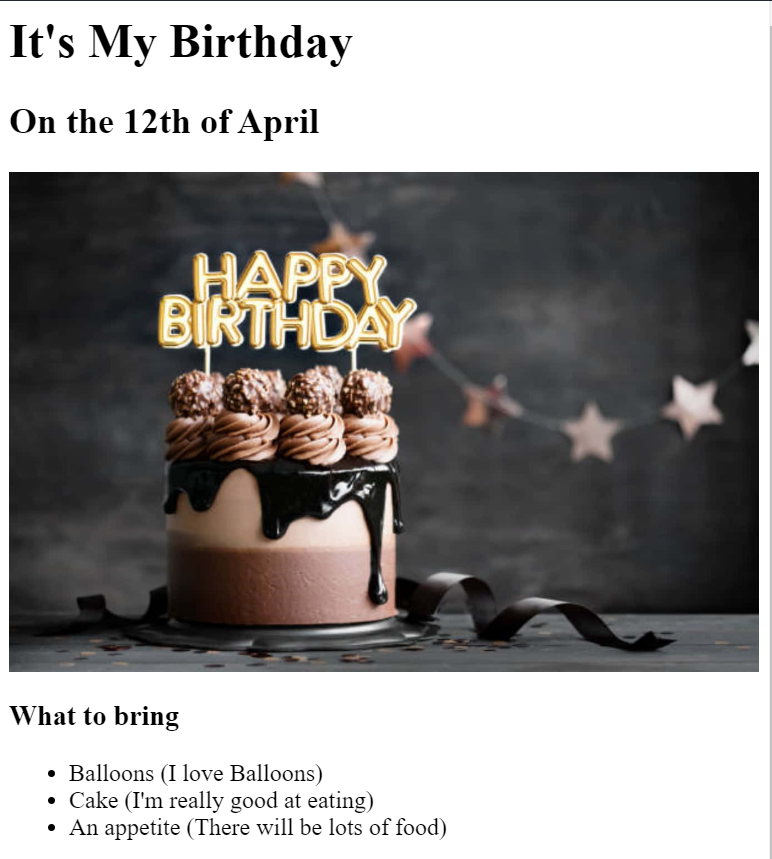 It's My Birthday
On the 12th of April
HAPPY
BIRTHDAY
What to bring
Balloons (I love Balloons)
Cake (I'm really good at eating)
An appetite (There will be lots of food)